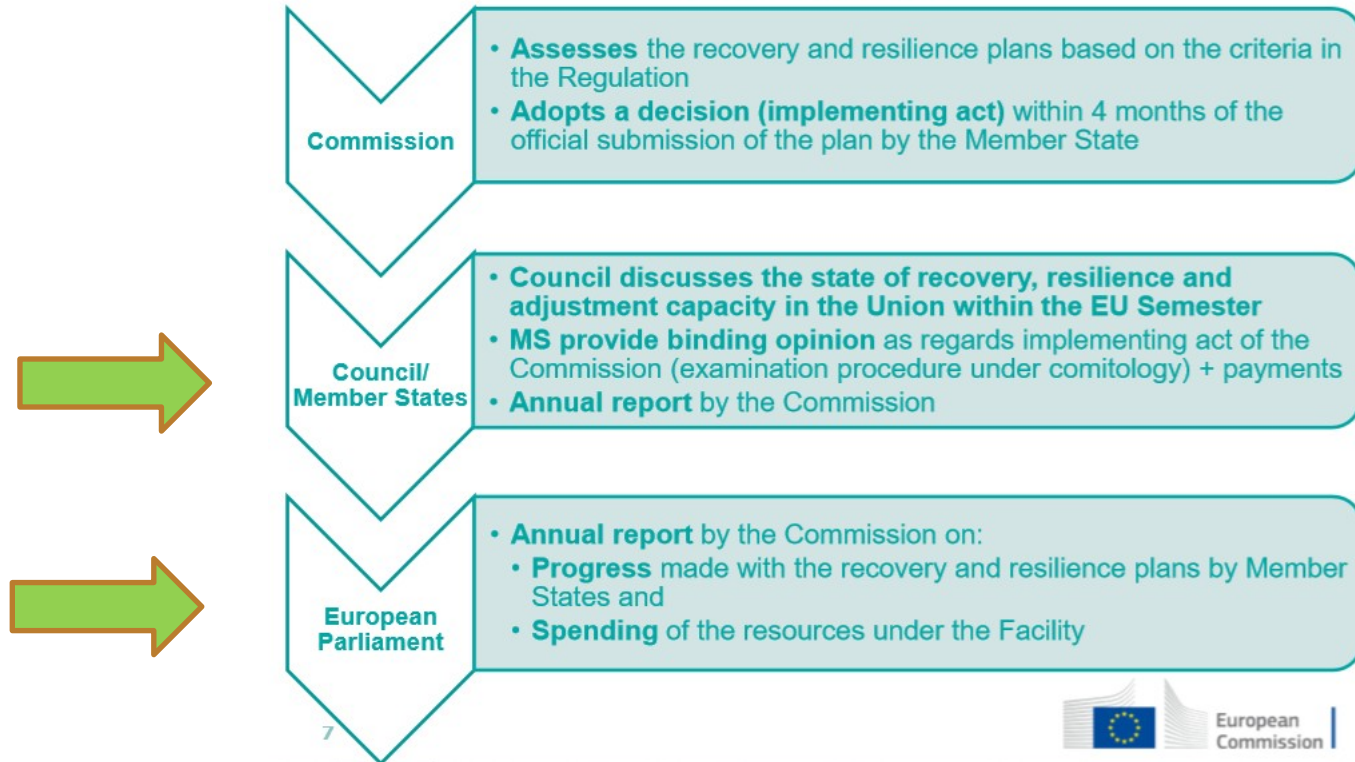 Commission
• Assesses the recovery and resilience plans based on the criteria in
the Regulation
• Adopts a decision (implementing act) within 4 months of the
official submission of the plan by the Member State
Council/
Member States
• Council discusses the state of recovery, resilience and
adjustment capacity in the Union within the EU Semester
• MS provide binding opinion as regards implementing act of the
Commission (examination procedure under comitology) + payments
• Annual report by the Commission
European
Parliament
• Annual report by the Commission on:
• Progress made with the recovery and resilience plans by Member
States and
• Spending of the resources under the Facility
7
European
Commission